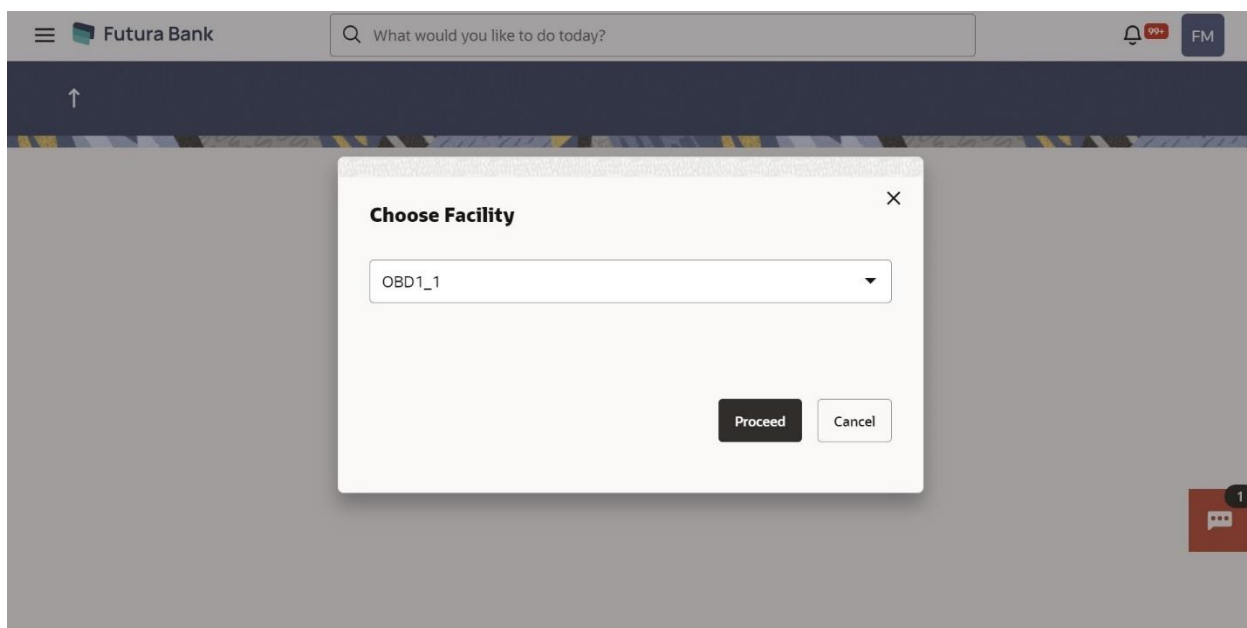 Futura Bank
What would you like to do today?
99+
FM
Choose Facility
OBD1_1
Proceed
Cancel
1